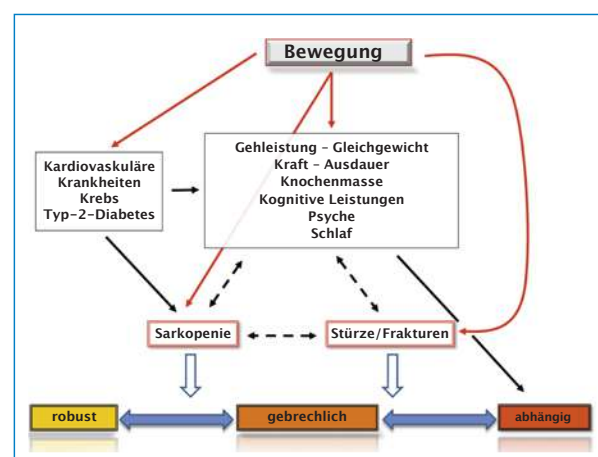 Bewegung
Kardiovaskuläre
Krankheiten
Krebs
Typ-2-Diabetes
Gehleistung – Gleichgewicht
Kraft – Ausdauer
Knochenmasse
Kognitive Leistungen
Psyche
Schlaf
Sarkopenie
Stürze/Frakturen
robust
gebrechlich
abhängig